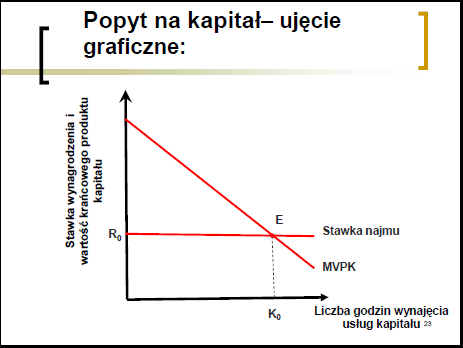 Popyt na kapitał– ujęcie
graficzne:
Stawka wynagrodzenia i
wartość krańcowego produktu
kapitału
E
R0
Stawka najmu
MVPK
K0
Liczba godzin wynajęcia
usług kapitału 23